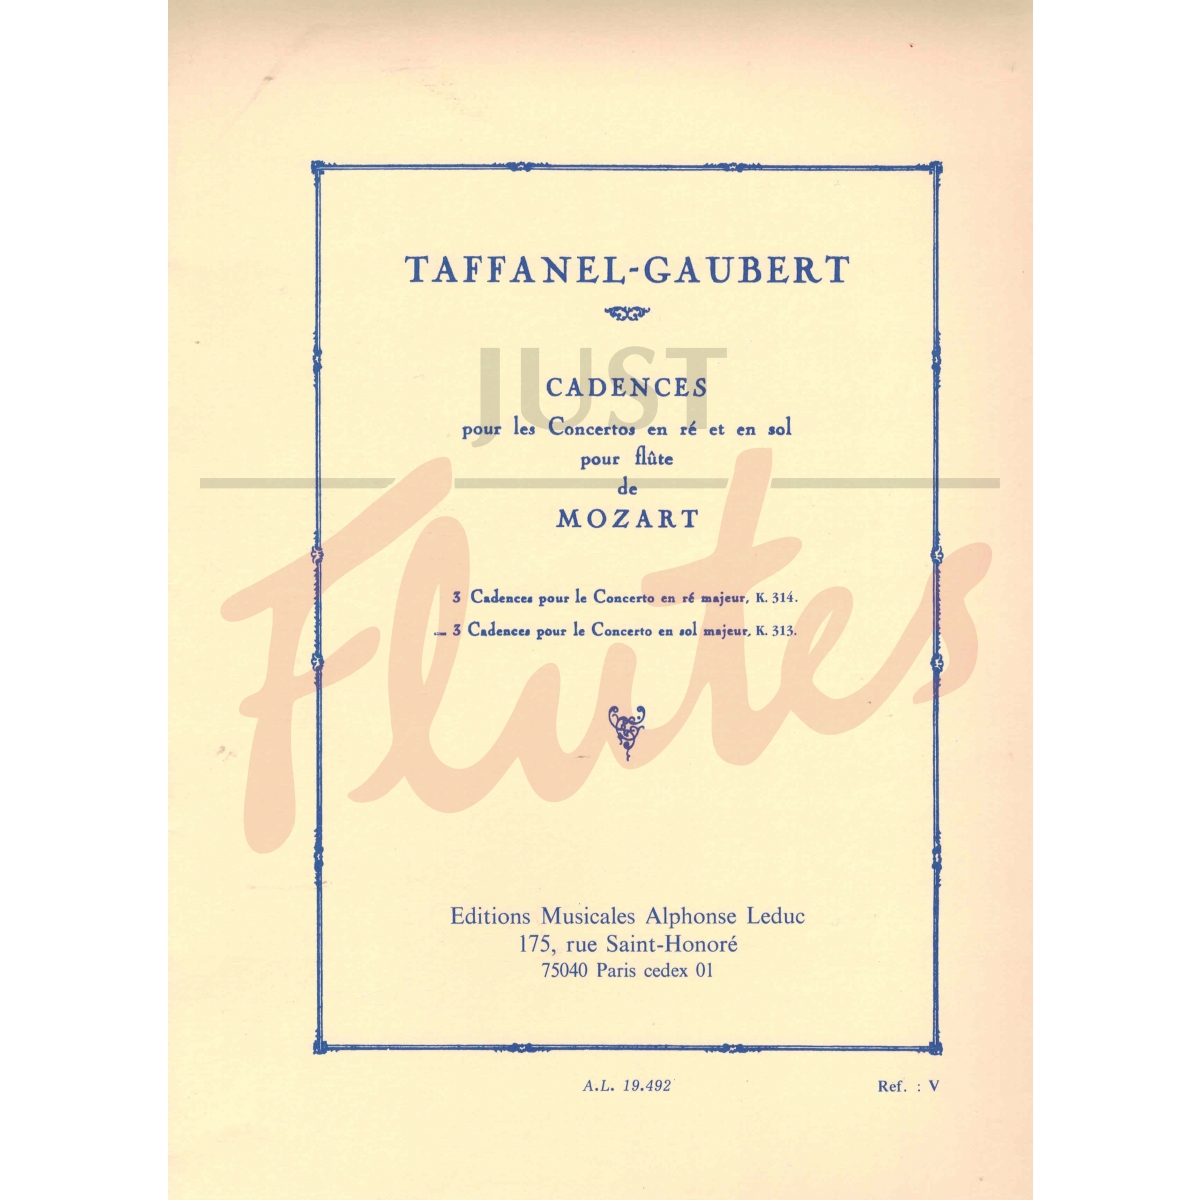 TAFFANEL-GAUBERT
JUST
CADENCES
pour les Concertos en ré et en sol
pour flûte
de
MOZART
Flutes
3 Cadences pour le Concerto en ré majeur, K. 314.
3 Cadences pour le Concerto en sol majeur, K. 313.
Editions Musicales Alphonse Leduc
175, rue Saint-Honoré
75040 Paris cedex 01
A.L. 19.492
Ref. : V